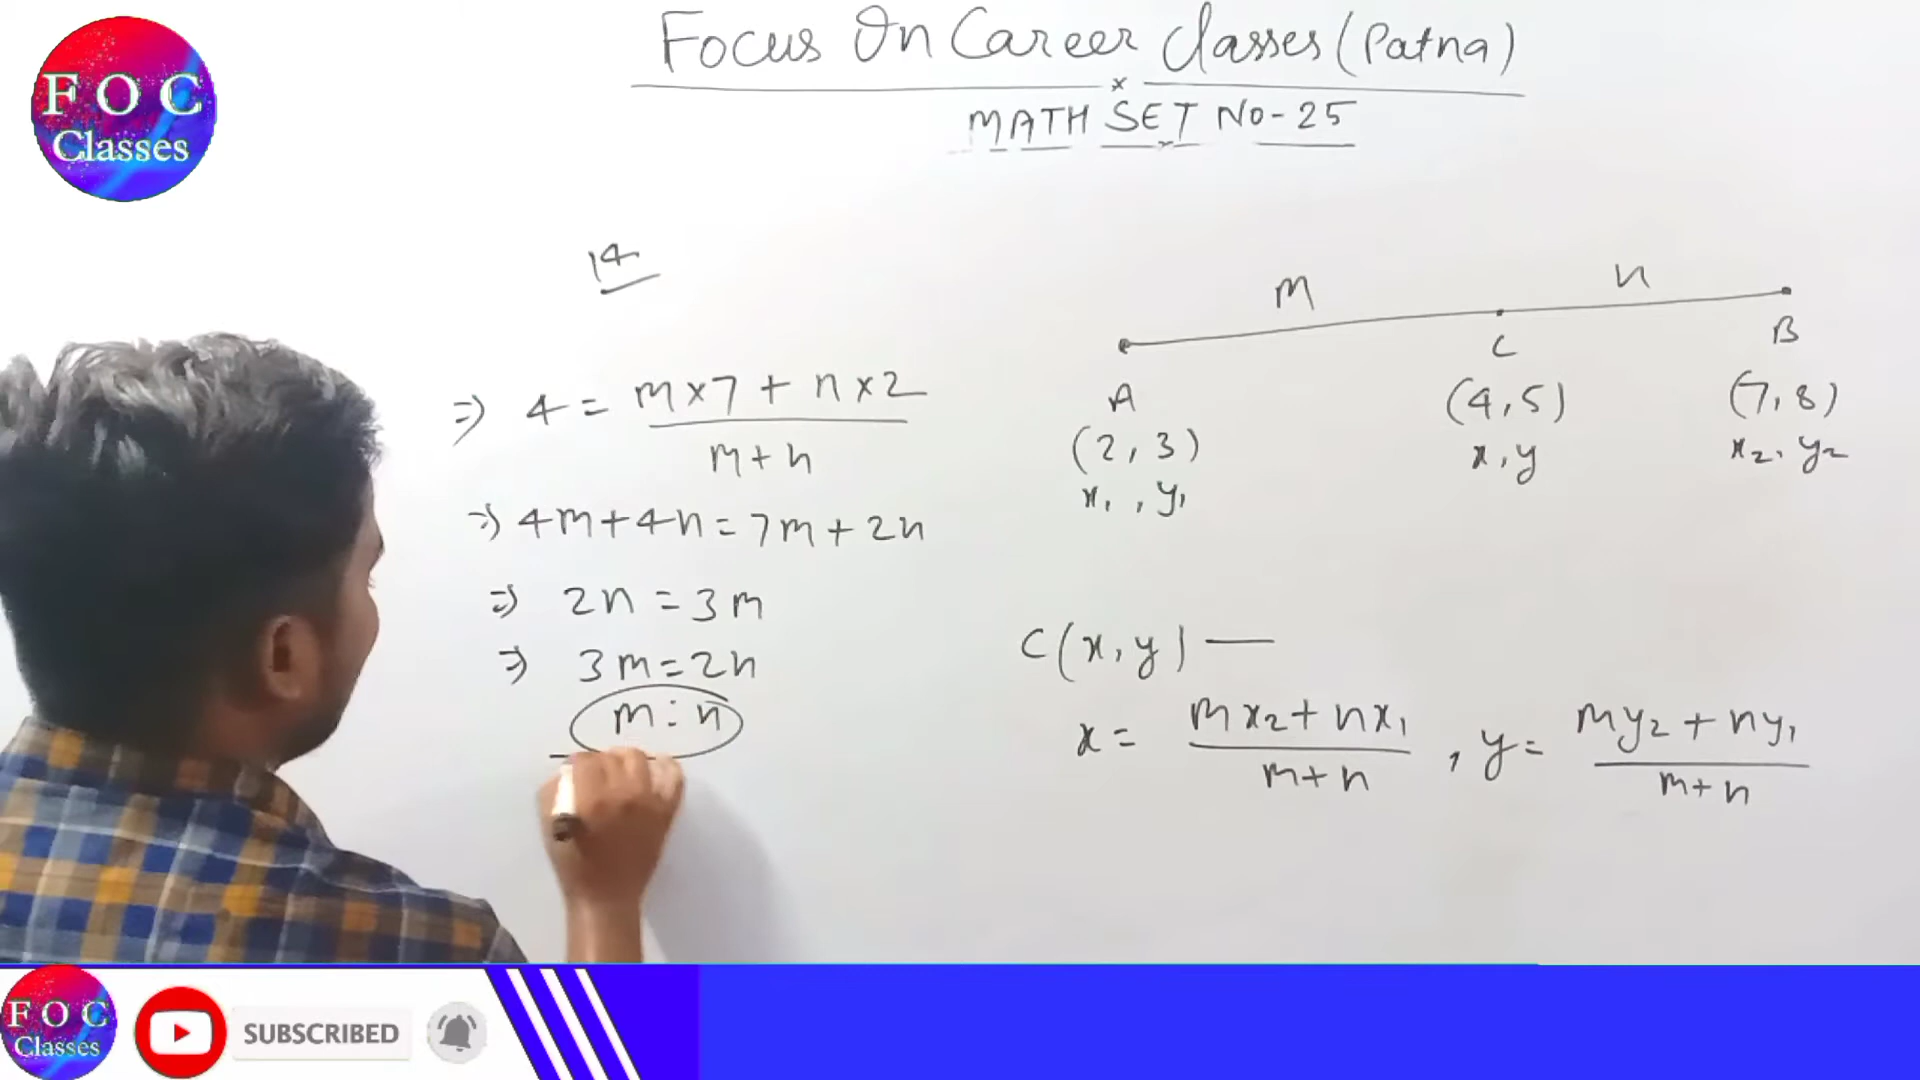 Focus On Career Classes (Patna)
MATH SET No-25
F O C
Classes
14
⇒ 4 = m×7 + n×2 / m+n
⇒ 4m+4n = 7m+2n
⇒ 2n = 3m
⇒ 3m = 2n
m : n
m n
A C B
(2, 3) (4, 5) (7, 8)
x₁, y₁ x, y x₂, y₂
C(x, y) —
x = mx₂+nx₁ / m+n , y = my₂+ny₁ / m+n
F O C
Classes
SUBSCRIBED